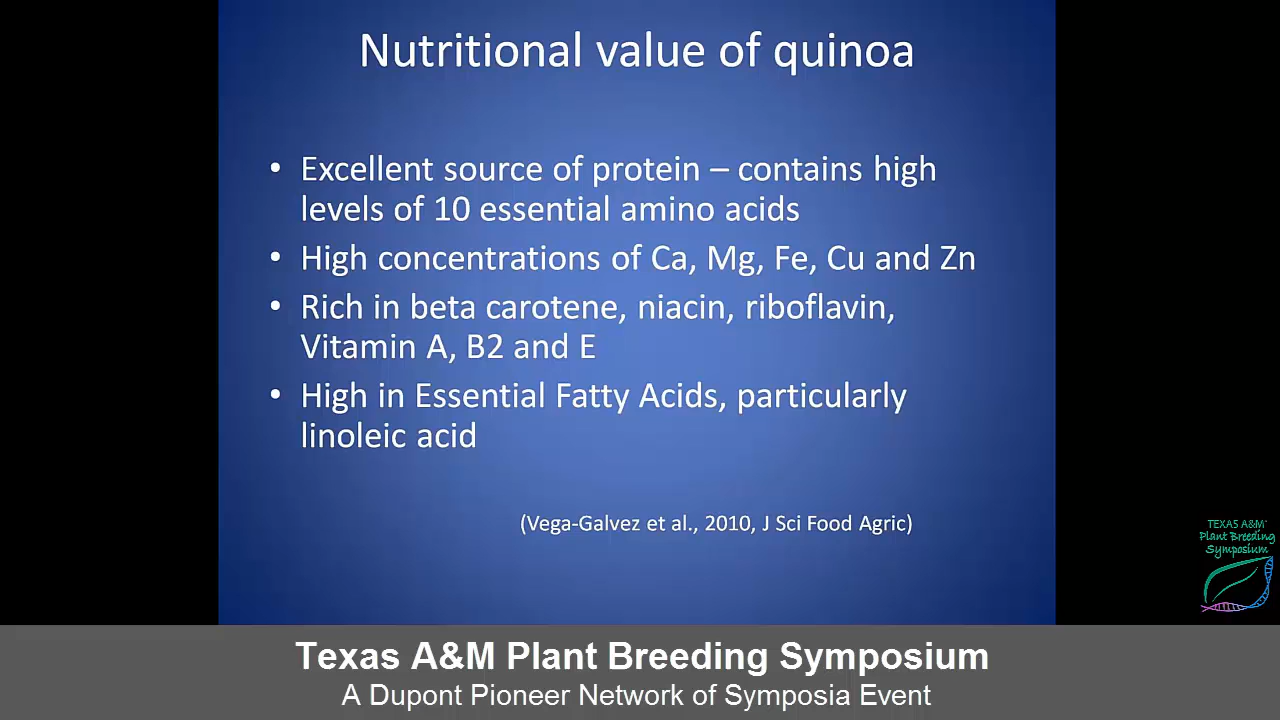 Nutritional value of quinoa
• Excellent source of protein – contains high
levels of 10 essential amino acids
• High concentrations of Ca, Mg, Fe, Cu and Zn
• Rich in beta carotene, niacin, riboflavin,
Vitamin A, B2 and E
• High in Essential Fatty Acids, particularly
linoleic acid
(Vega-Galvez et al., 2010, J Sci Food Agric)
TEXAS A&M
Plant Breeding
Symposium
Texas A&M Plant Breeding Symposium
A Dupont Pioneer Network of Symposia Event